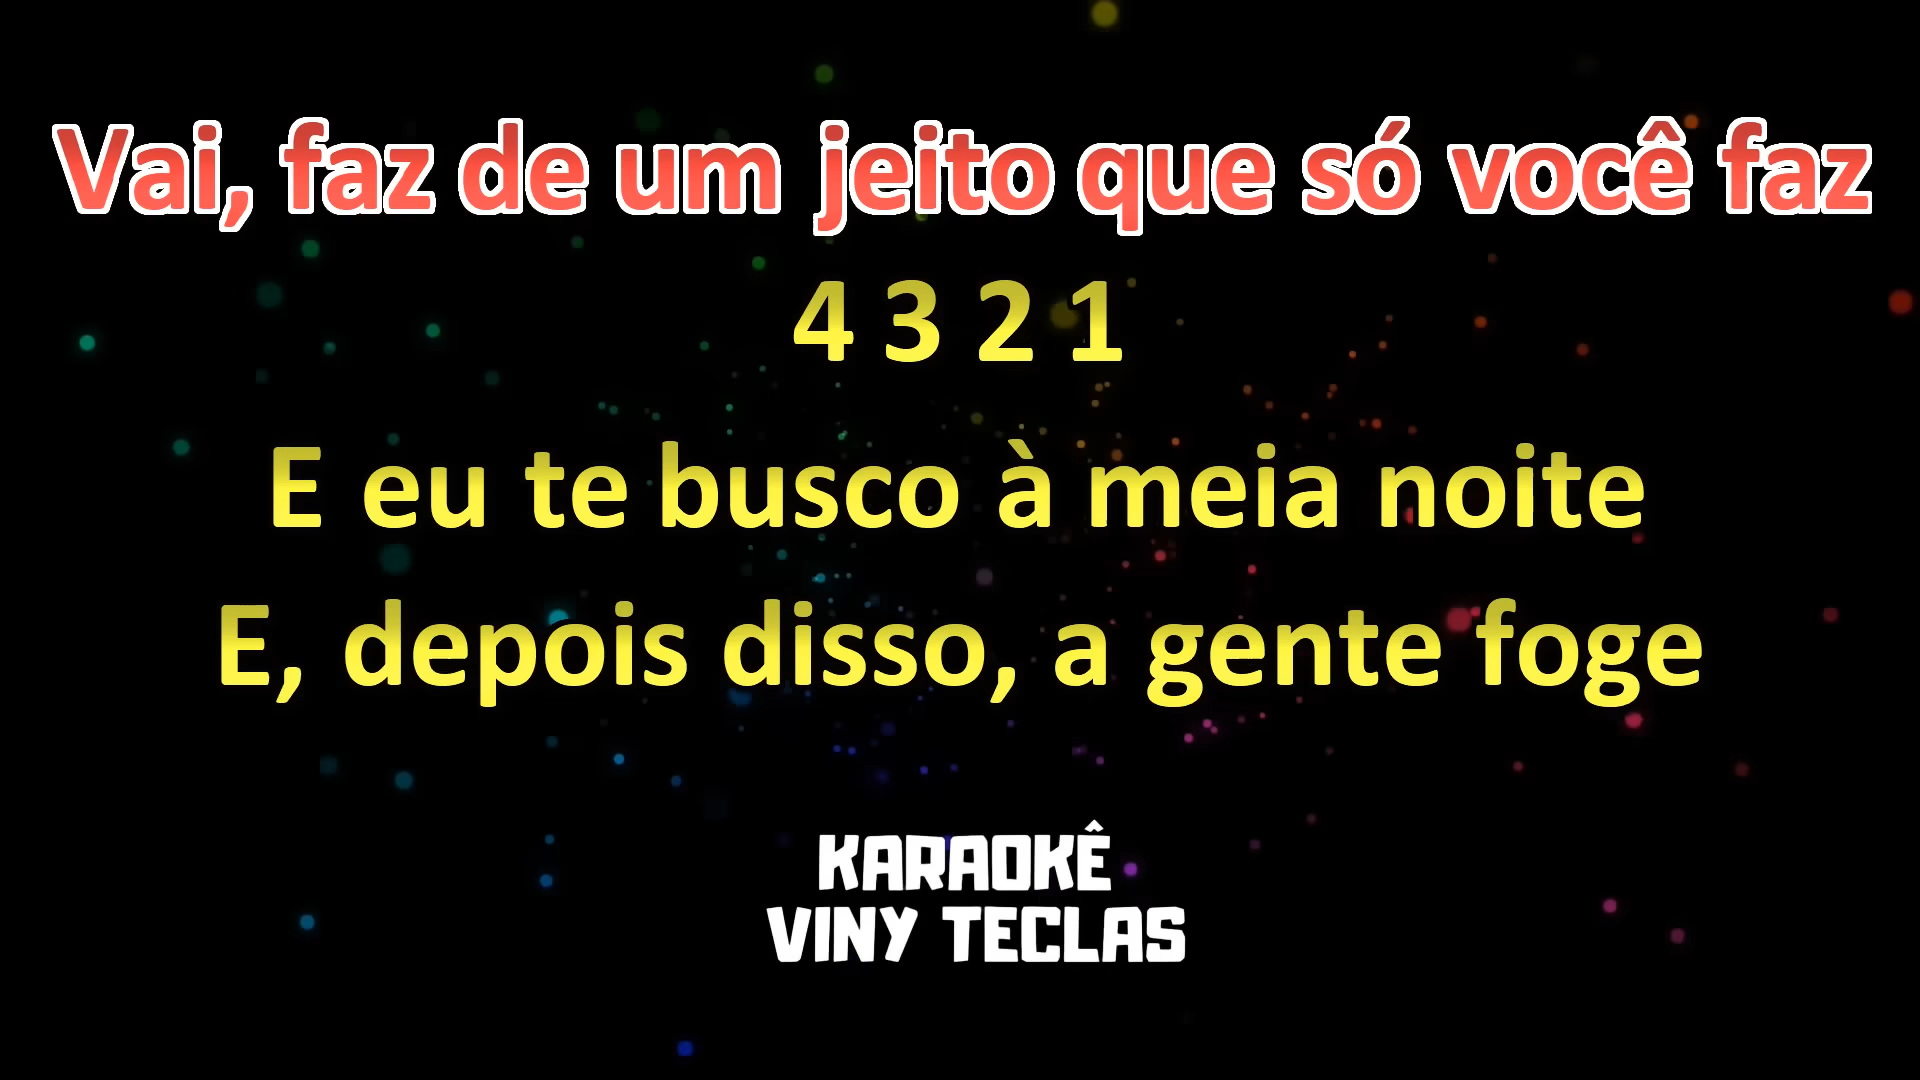 Vai, faz de um jeito que só você faz
4 3 2 1
E eu te busco à meia noite
E, depois disso, a gente foge
KARAOKÊ
VINY TECLAS